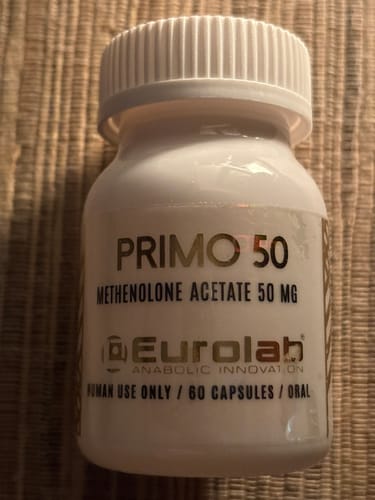 PRIMO 50
METHENOLONE ACETATE 50 MG
Eurolab
ANABOLIC INNOVATION
HUMAN USE ONLY / 60 CAPSULES / ORAL